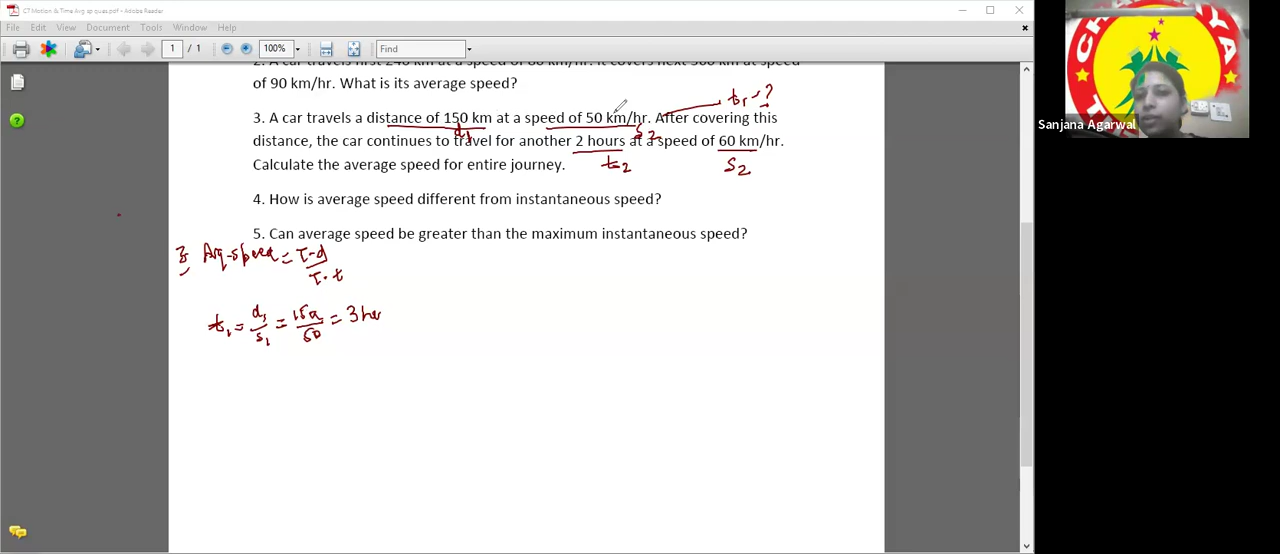 CT Motion & Time Avg sp ques.pdf - Adobe Reader
File Edit View Document Tools Window Help
1 / 1 100% Find
of 90 km/hr. What is its average speed?
t₁ → ?
3. A car travels a distance of 150 km at a speed of 50 km/hr. After covering this
d₁ S₂
distance, the car continues to travel for another 2 hours at a speed of 60 km/hr.
t₂ S₂
Calculate the average speed for entire journey.
4. How is average speed different from instantaneous speed?
5. Can average speed be greater than the maximum instantaneous speed?
3 Avg-speed = T·d / T·t
t₁ = d₁ / s₁ = 150 / 50 = 3 hr
Sanjana Agarwal